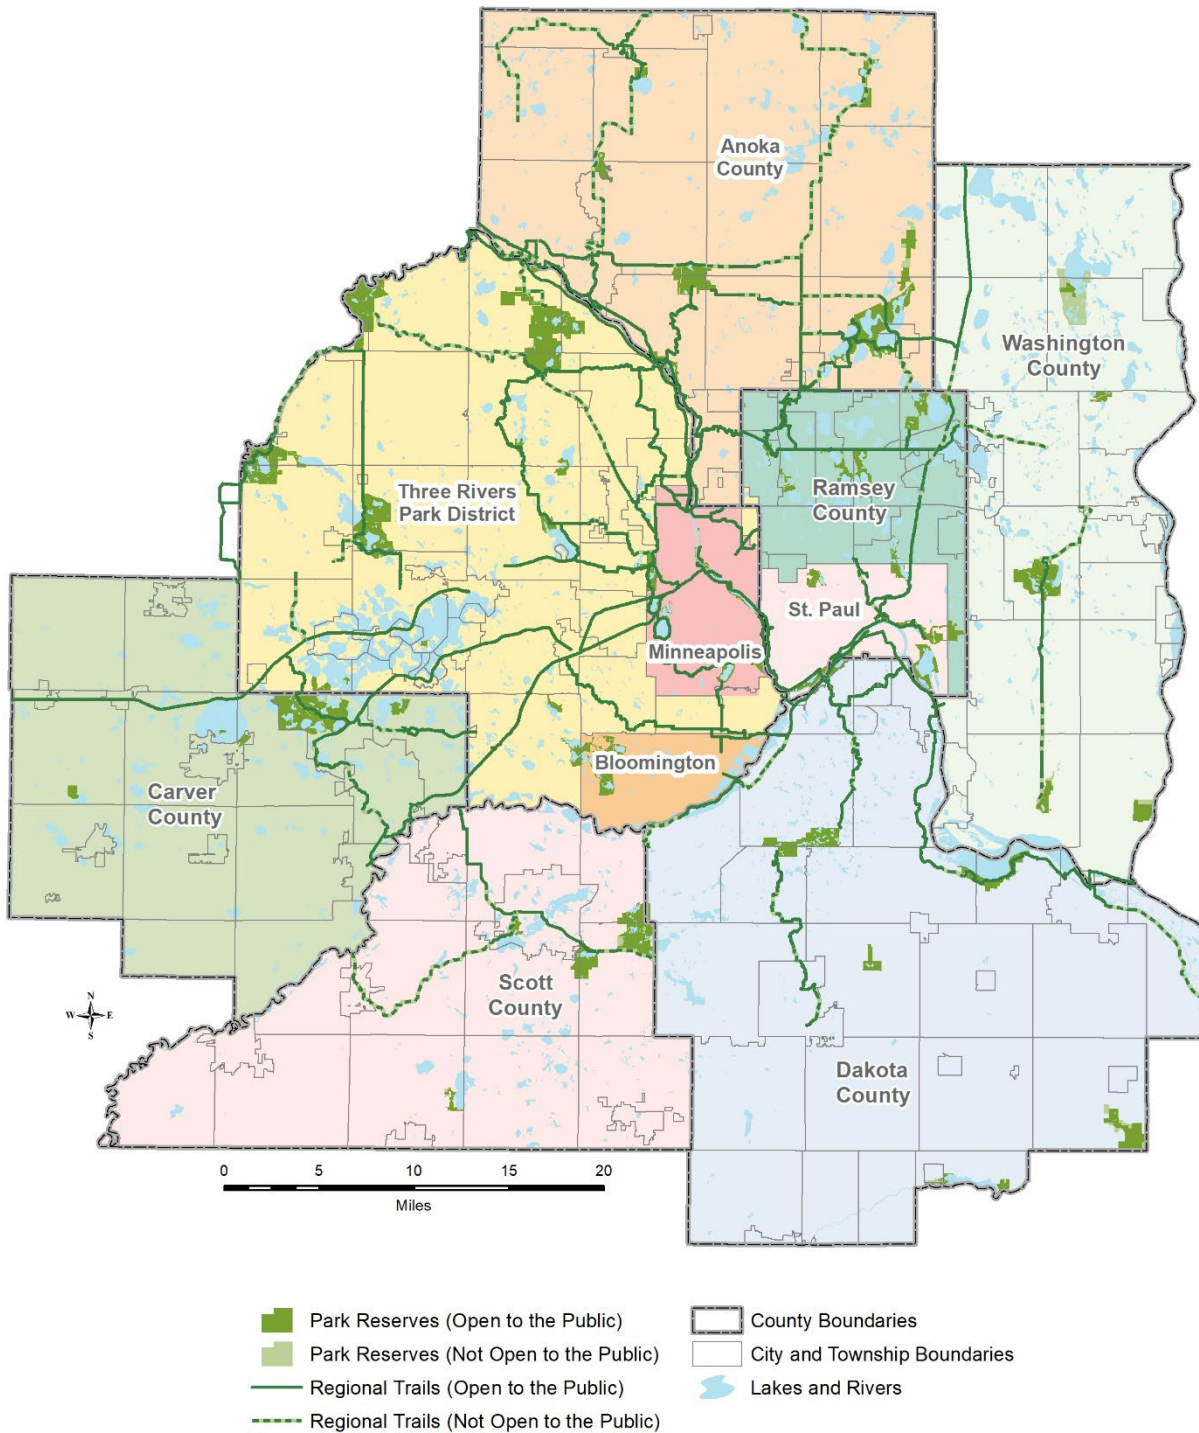 Anoka
County
Washington
County
Three Rivers
Park District
Ramsey
County
St. Paul
Minneapolis
Bloomington
Carver
County
Scott
County
Dakota
County
N
W E
S
0 5 10 15 20
Miles
Park Reserves (Open to the Public)
Park Reserves (Not Open to the Public)
Regional Trails (Open to the Public)
Regional Trails (Not Open to the Public)
County Boundaries
City and Township Boundaries
Lakes and Rivers